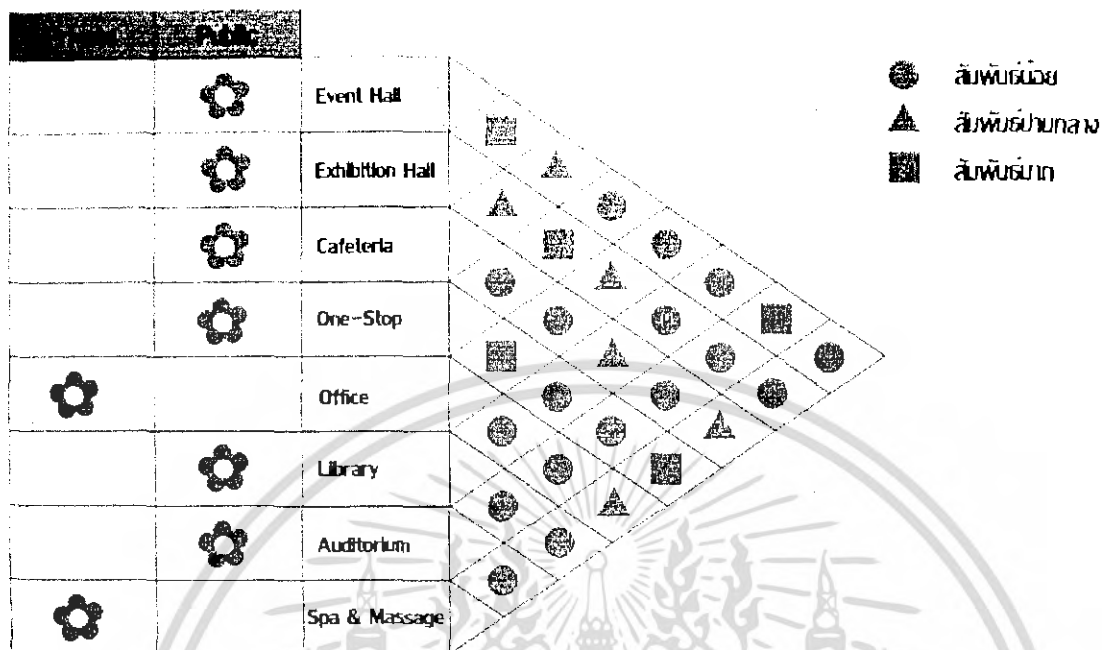 Public
Event Hall
Exhibition Hall
Cafeteria
One-Stop
Office
Library
Auditorium
Spa & Massage
สัมพันธ์น้อย
สัมพันธ์ปานกลาง
สัมพันธ์มาก